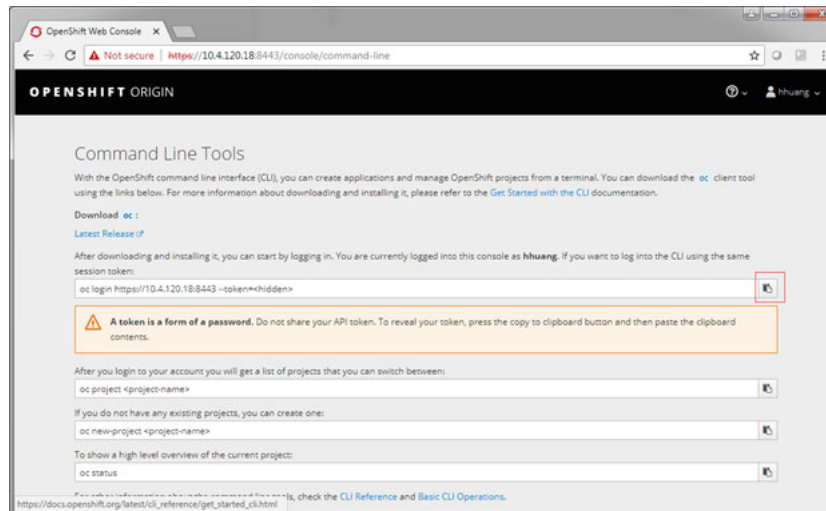 OpenShift Web Console
Not secure | https://10.4.120.18:8443/console/command-line
OPENSHIFT ORIGIN
hhuang
Command Line Tools
With the OpenShift command line interface (CLI), you can create applications and manage OpenShift projects from a terminal. You can download the oc client tool
using the links below. For more information about downloading and installing it, please refer to the Get Started with the CLI documentation.
Download oc :
Latest Release
After downloading and installing it, you can start by logging in. You are currently logged into this console as hhuang. If you want to log into the CLI using the same
session token:
oc login https://10.4.120.18:8443 --token=<hidden>
A token is a form of a password. Do not share your API token. To reveal your token, press the copy to clipboard button and then paste the clipboard
contents.
After you login to your account you will get a list of projects that you can switch between:
oc project <project-name>
If you do not have any existing projects, you can create one:
oc new-project <project-name>
To show a high level overview of the current project:
oc status
For other information about the command line tools, check the CLI Reference and Basic CLI Operations.
https://docs.openshift.org/latest/cli_reference/get_started_cli.html